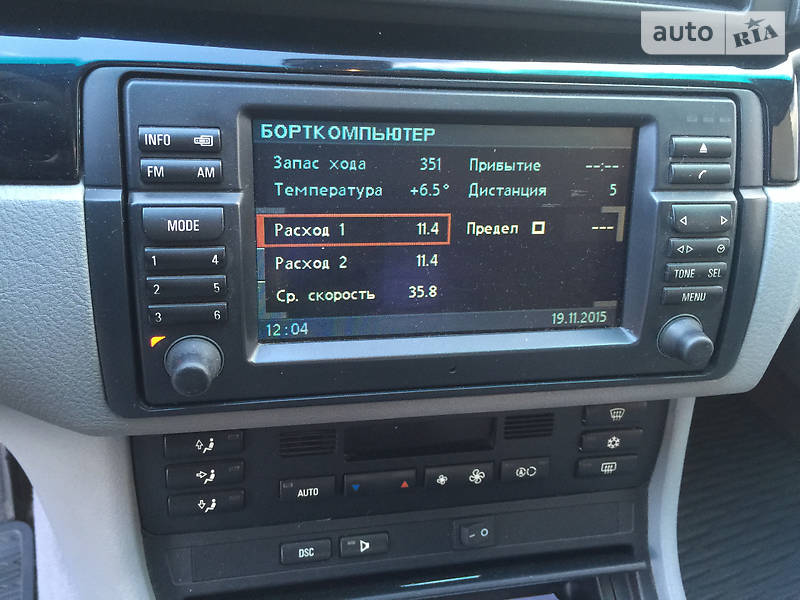 auto RIA
БОРТКОМПЬЮТЕР
Запас хода 351 Прибытие --:--
Температура +6.5° Дистанция 5
Расход 1 11.4 Предел ---
Расход 2 11.4
Ср. скорость 35.8
12:04 19.11.2015
INFO
FM AM
MODE
1 4
2 5
3 6
TONE SEL
MENU
AUTO
A
DSC
- O